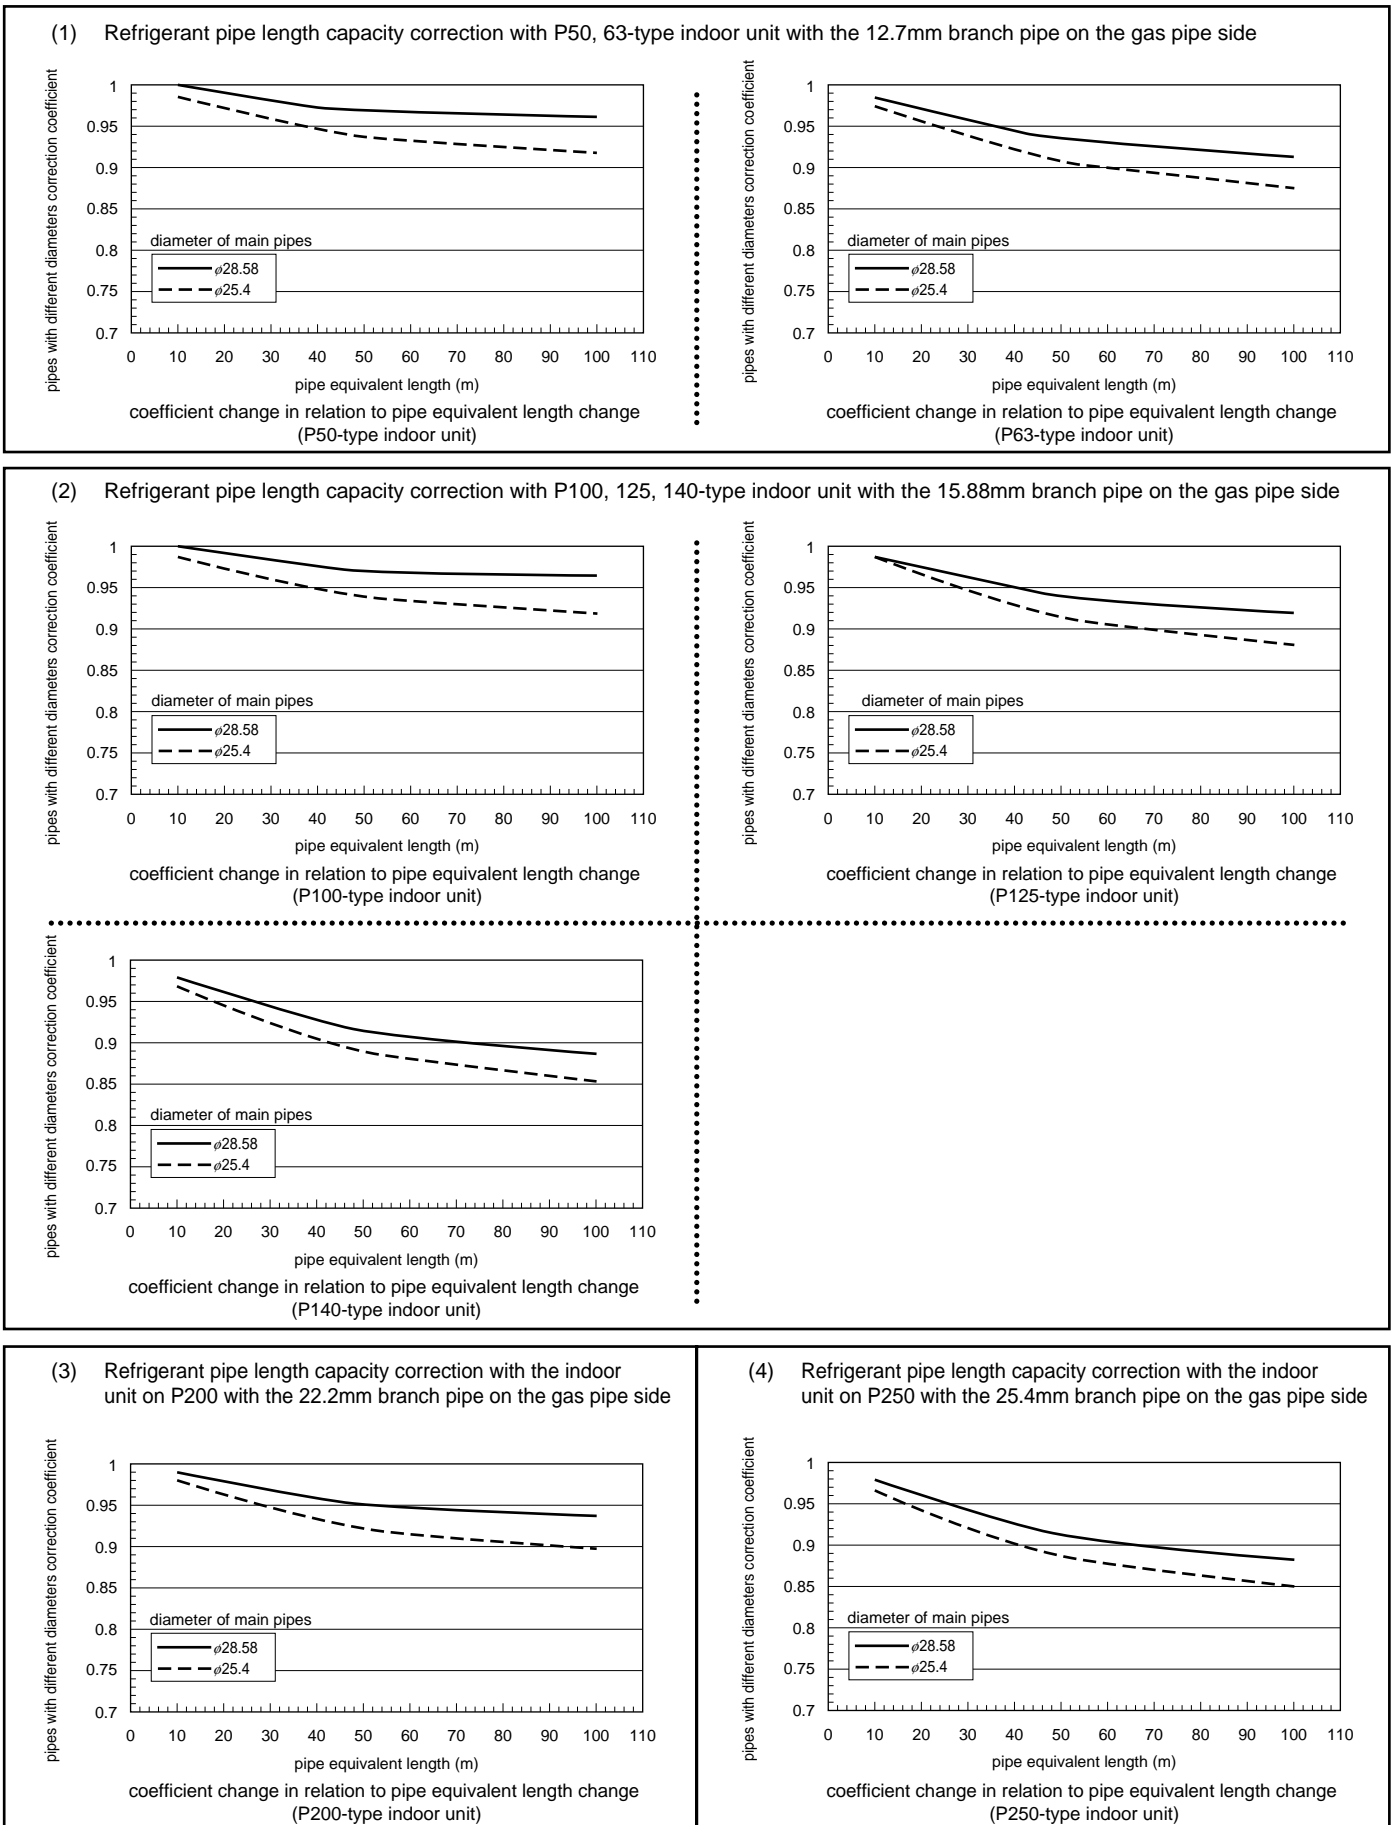 (1) Refrigerant pipe length capacity correction with P50, 63-type indoor unit with the 12.7mm branch pipe on the gas pipe side
pipes with different diameters correction coefficient
1
0.95
0.9
0.85
0.8
0.75
0.7
diameter of main pipes
ø28.58
ø25.4
0 10 20 30 40 50 60 70 80 90 100 110
pipe equivalent length (m)
coefficient change in relation to pipe equivalent length change
(P50-type indoor unit)
pipes with different diameters correction coefficient
1
0.95
0.9
0.85
0.8
0.75
0.7
diameter of main pipes
ø28.58
ø25.4
0 10 20 30 40 50 60 70 80 90 100 110
pipe equivalent length (m)
coefficient change in relation to pipe equivalent length change
(P63-type indoor unit)
(2) Refrigerant pipe length capacity correction with P100, 125, 140-type indoor unit with the 15.88mm branch pipe on the gas pipe side
pipes with different diameters correction coefficient
1
0.95
0.9
0.85
0.8
0.75
0.7
diameter of main pipes
ø28.58
ø25.4
0 10 20 30 40 50 60 70 80 90 100 110
pipe equivalent length (m)
coefficient change in relation to pipe equivalent length change
(P100-type indoor unit)
pipes with different diameters correction coefficient
1
0.95
0.9
0.85
0.8
0.75
0.7
diameter of main pipes
ø28.58
ø25.4
0 10 20 30 40 50 60 70 80 90 100 110
pipe equivalent length (m)
coefficient change in relation to pipe equivalent length change
(P125-type indoor unit)
pipes with different diameters correction coefficient
1
0.95
0.9
0.85
0.8
0.75
0.7
diameter of main pipes
ø28.58
ø25.4
0 10 20 30 40 50 60 70 80 90 100 110
pipe equivalent length (m)
coefficient change in relation to pipe equivalent length change
(P140-type indoor unit)
(3) Refrigerant pipe length capacity correction with the indoor
unit on P200 with the 22.2mm branch pipe on the gas pipe side
pipes with different diameters correction coefficient
1
0.95
0.9
0.85
0.8
0.75
0.7
diameter of main pipes
ø28.58
ø25.4
0 10 20 30 40 50 60 70 80 90 100 110
pipe equivalent length (m)
coefficient change in relation to pipe equivalent length change
(P200-type indoor unit)
(4) Refrigerant pipe length capacity correction with the indoor
unit on P250 with the 25.4mm branch pipe on the gas pipe side
pipes with different diameters correction coefficient
1
0.95
0.9
0.85
0.8
0.75
0.7
diameter of main pipes
ø28.58
ø25.4
0 10 20 30 40 50 60 70 80 90 100 110
pipe equivalent length (m)
coefficient change in relation to pipe equivalent length change
(P250-type indoor unit)